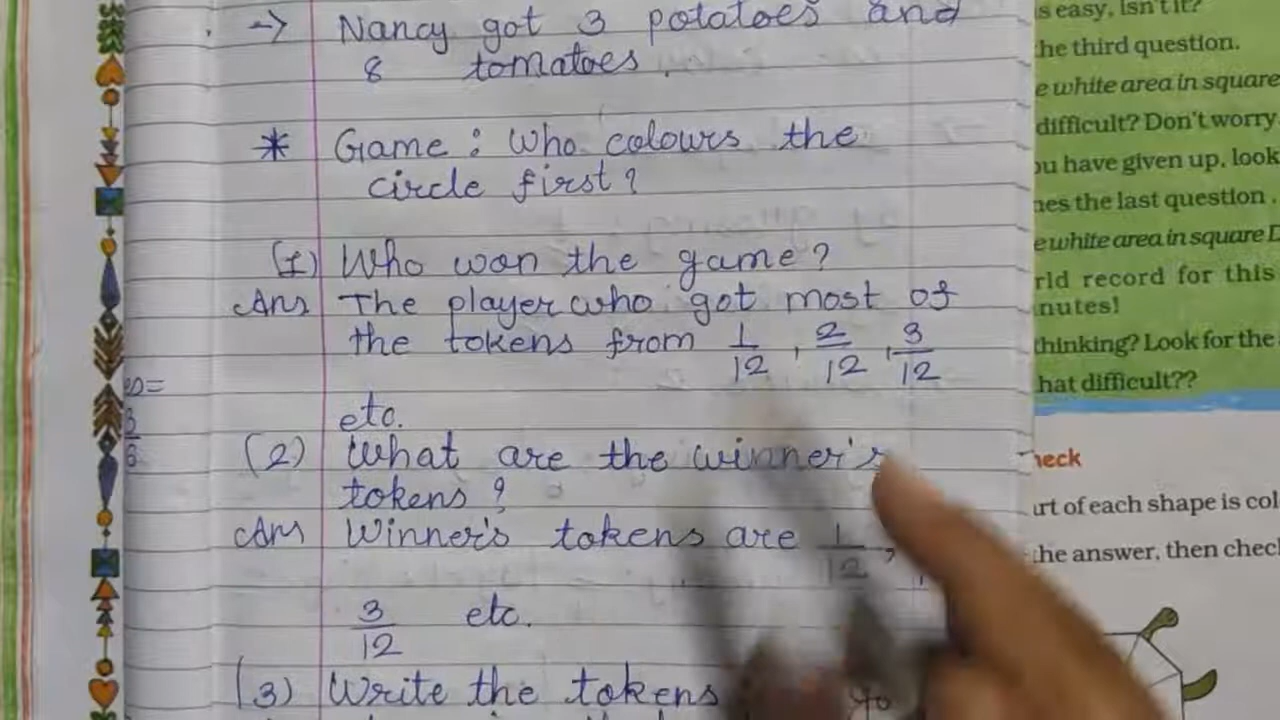 → Nancy got 3 potatoes and
8 tomatoes.
* Game : Who colours the
circle first?
(1) Who won the game?
Ans The player who got most of
the tokens from 1/12, 2/12, 3/12
etc.
(2) What are the winner's
tokens?
Ans Winner's tokens are 1/12,
3/12 etc.
(3) Write the tokens
s easy, isn't it?
he third question.
e white area in square
difficult? Don't worry
ou have given up, look
nes the last question.
e white area in square D
rld record for this
nutes!
thinking? Look for the
hat difficult??
heck
art of each shape is col
the answer, then chec